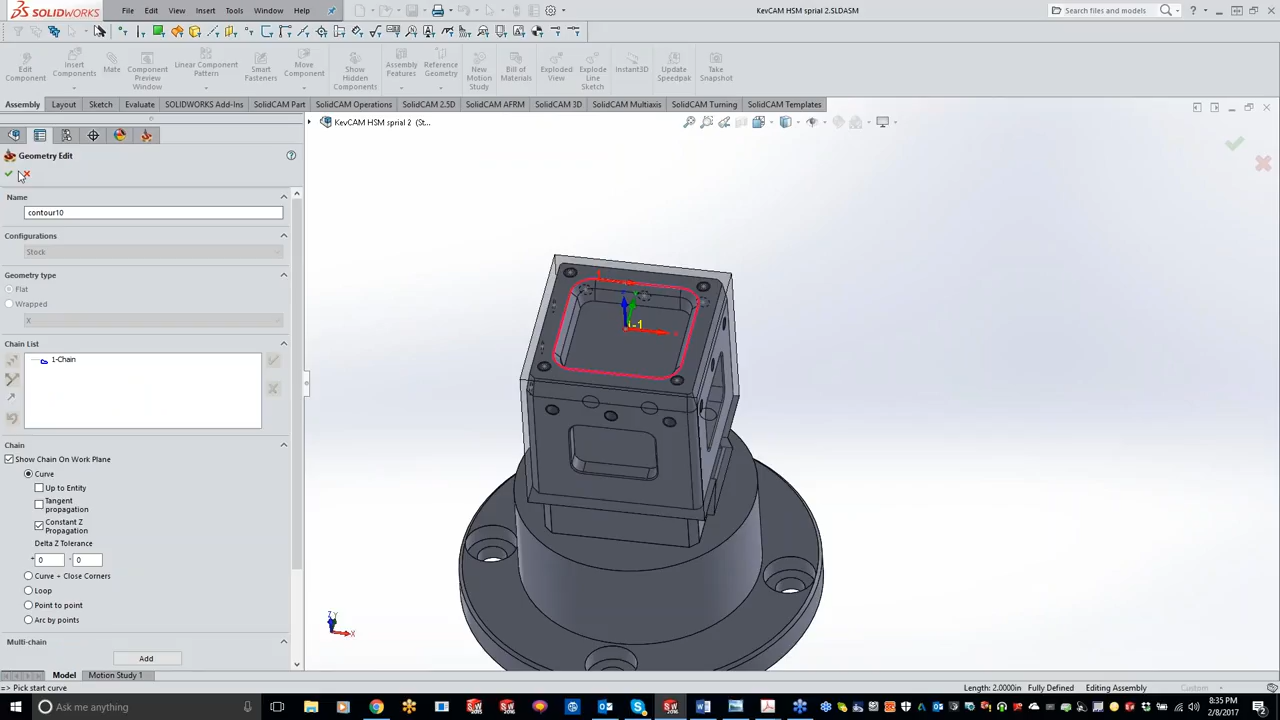 SOLIDWORKS File Edit View Insert Tools Window Help KevCAM HSM sprial 2.SLDASM Search files and models
Edit Component
Insert Components
Mate
Component Preview Window
Linear Component Pattern
Smart Fasteners
Move Component
Show Hidden Components
Assembly Features
Reference Geometry
New Motion Study
Bill of Materials
Exploded View
Explode Line Sketch
Instant3D
Update Speedpak
Take Snapshot
Assembly Layout Sketch Evaluate SOLIDWORKS Add-Ins SolidCAM Part SolidCAM Operations SolidCAM 2.5D SolidCAM AFRM SolidCAM 3D SolidCAM Multiaxis SolidCAM Turning SolidCAM Templates
KevCAM HSM sprial 2 (St...
Geometry Edit
Name
contour10
Configurations
Stock
Geometry type
Flat
Wrapped
X
Chain List
1-Chain
Chain
Show Chain On Work Plane
Curve
Up to Entity
Tangent propagation
Constant Z Propagation
Delta Z Tolerance
+ 0 - 0
Curve + Close Corners
Loop
Point to point
Arc by points
Multi-chain
Add
Z Y X
Model Motion Study 1
=> Pick start curve Length: 2.0000in Fully Defined Editing Assembly Custom
Ask me anything
8:35 PM
2/8/2017